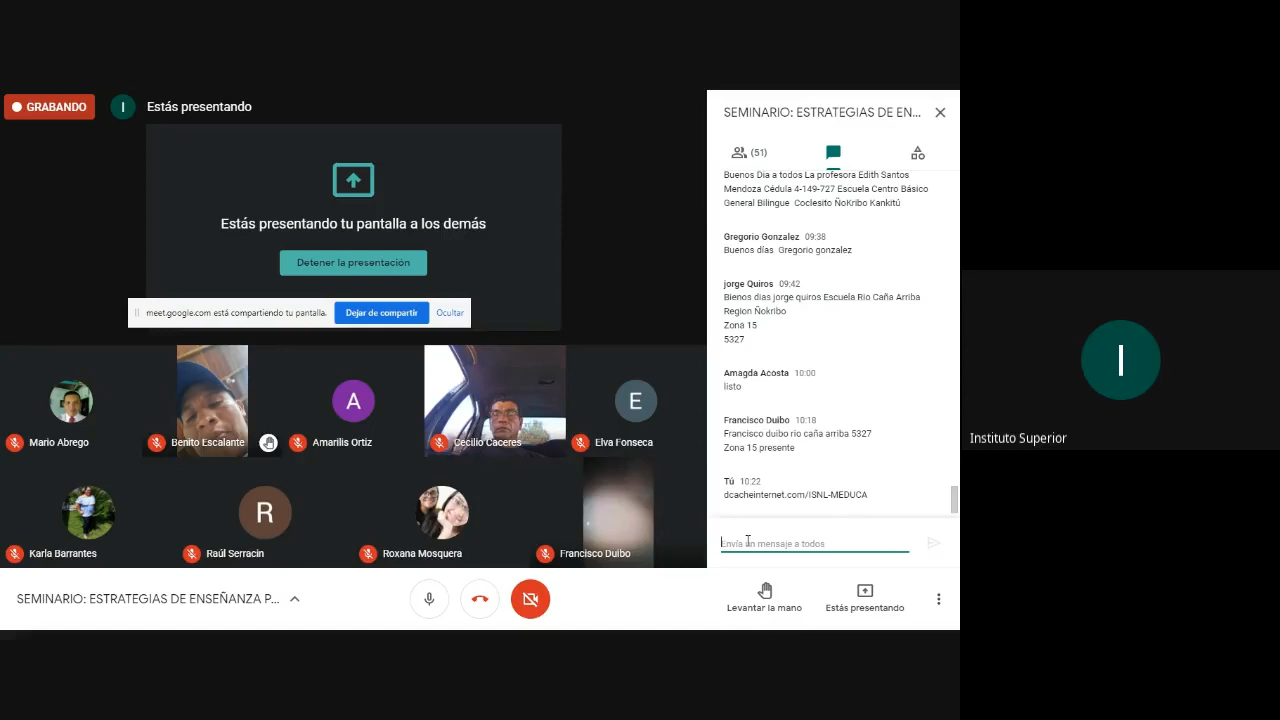 GRABANDO
I
Estás presentando
Estás presentando tu pantalla a los demás
Detener la presentación
meet.google.com está compartiendo tu pantalla.
Dejar de compartir
Ocultar
Mario Abrego
Benito Escalante
A
Amarilis Ortiz
Cecilio Caceres
E
Elva Fonseca
Karla Barrantes
R
Raúl Serracin
Roxana Mosquera
Francisco Duibo
SEMINARIO: ESTRATEGIAS DE ENSEÑANZA P...
SEMINARIO: ESTRATEGIAS DE EN...
(51)
Buenos Dia a todos La profesora Edith Santos
Mendoza Cédula 4-149-727 Escuela Centro Básico
General Bilingue Coclesito ÑoKribo Kankitú
Gregorio Gonzalez 09:38
Buenos días Gregorio gonzalez
jorge Quiros 09:42
Bienos dias jorge quiros Escuela Rio Caña Arriba
Region Ñokribo
Zona 15
5327
Amagda Acosta 10:00
listo
Francisco Duibo 10:18
Francisco duibo rio caña arriba 5327
Zona 15 presente
Tú 10:22
dcacheinternet.com/ISNL-MEDUCA
Envía un mensaje a todos
Levantar la mano
Estás presentando
I
Instituto Superior